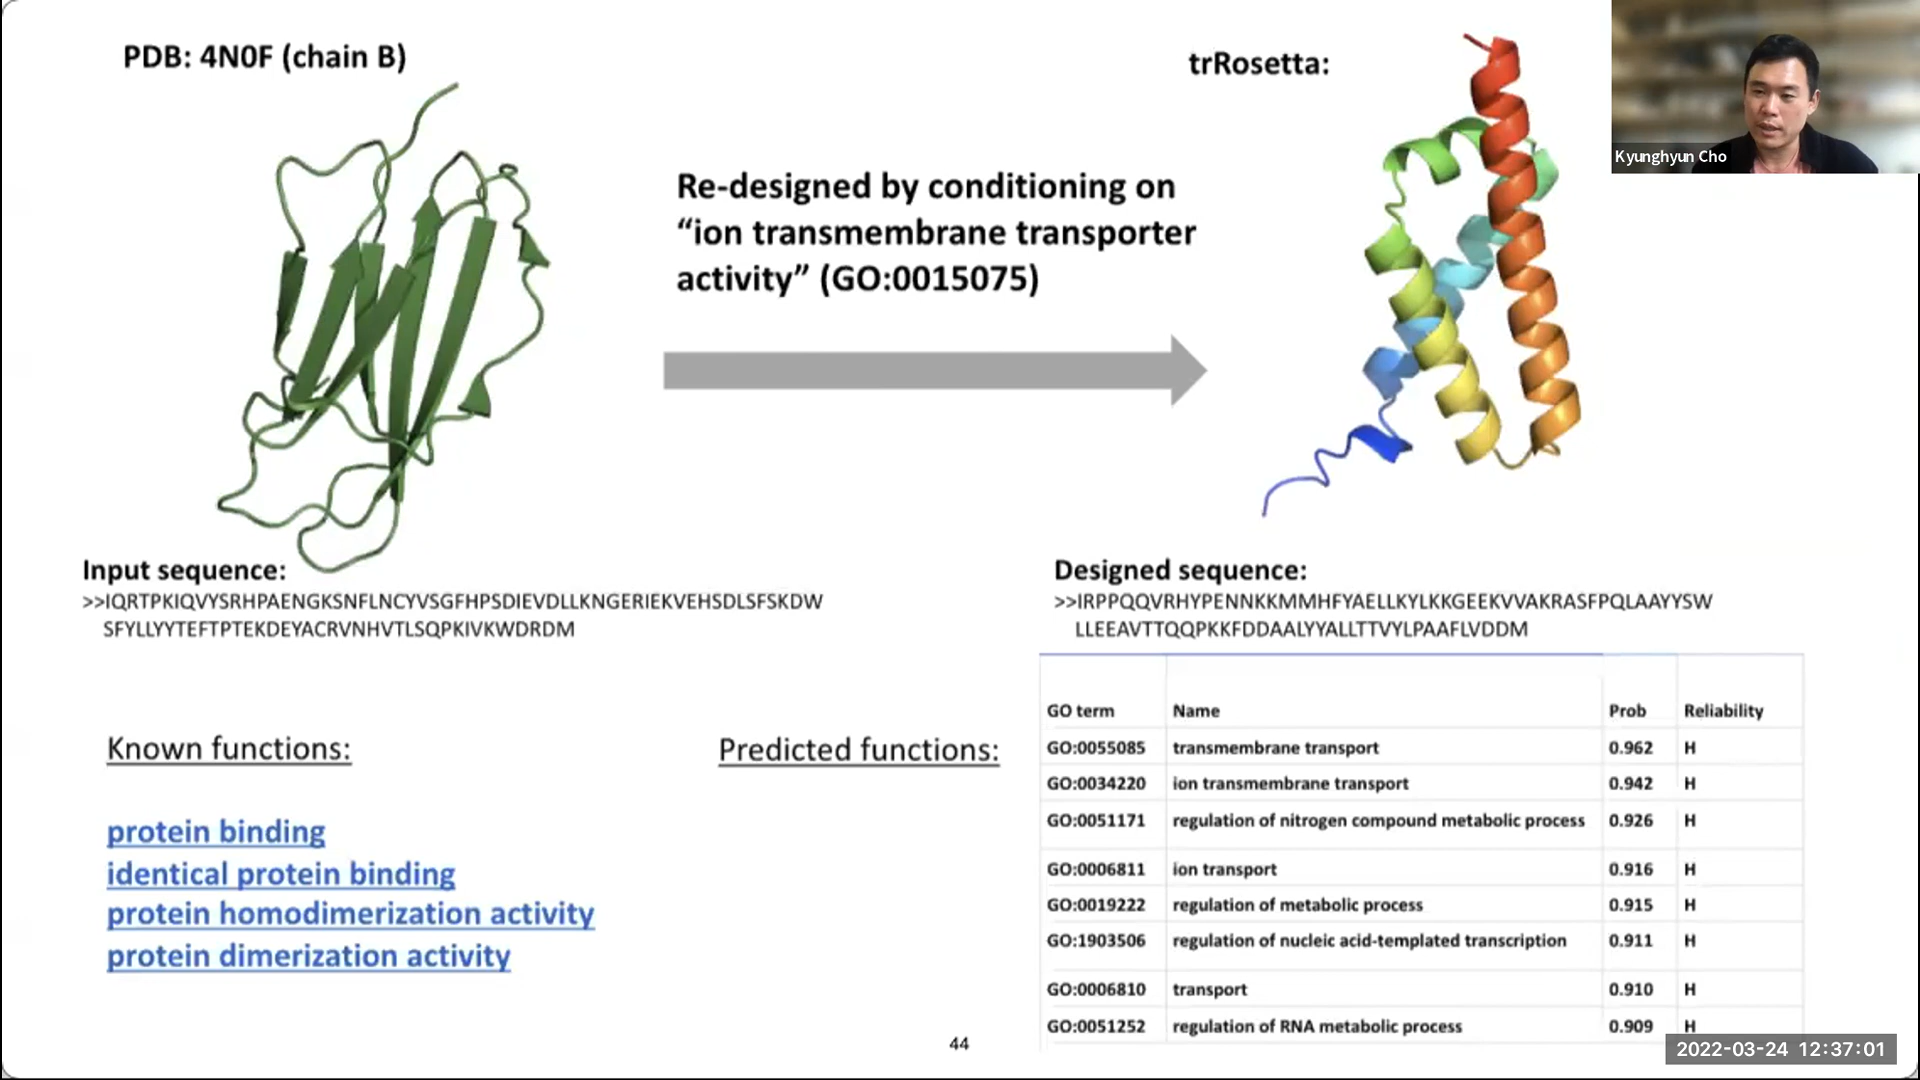 PDB: 4N0F (chain B)
trRosetta:
Kyunghyun Cho
Re-designed by conditioning on
“ion transmembrane transporter
activity” (GO:0015075)
Input sequence:
>>IQRTPKIQVYSRHPAENGKSNFLNCYVSGFHPSDIEVDLLKNGERIEKVEHSDLSFSKDW
SFYLLYYTEFTPTEKDEYACRVNHVTLSQPKIVKWDRDM
Designed sequence:
>>IRPPQQVRHYPENNKKMMHFYAELLKYLKKGEEKVVAKRASFPQLAAYYSW
LLEEAVTTQQPKKFDDAALYYALLTTVYLPAAFLVDDM
Known functions:
protein binding
identical protein binding
protein homodimerization activity
protein dimerization activity
Predicted functions:
GO term Name Prob Reliability
GO:0055085 transmembrane transport 0.962 H
GO:0034220 ion transmembrane transport 0.942 H
GO:0051171 regulation of nitrogen compound metabolic process 0.926 H
GO:0006811 ion transport 0.916 H
GO:0019222 regulation of metabolic process 0.915 H
GO:1903506 regulation of nucleic acid-templated transcription 0.911 H
GO:0006810 transport 0.910 H
GO:0051252 regulation of RNA metabolic process 0.909 H
44
2022-03-24 12:37:01